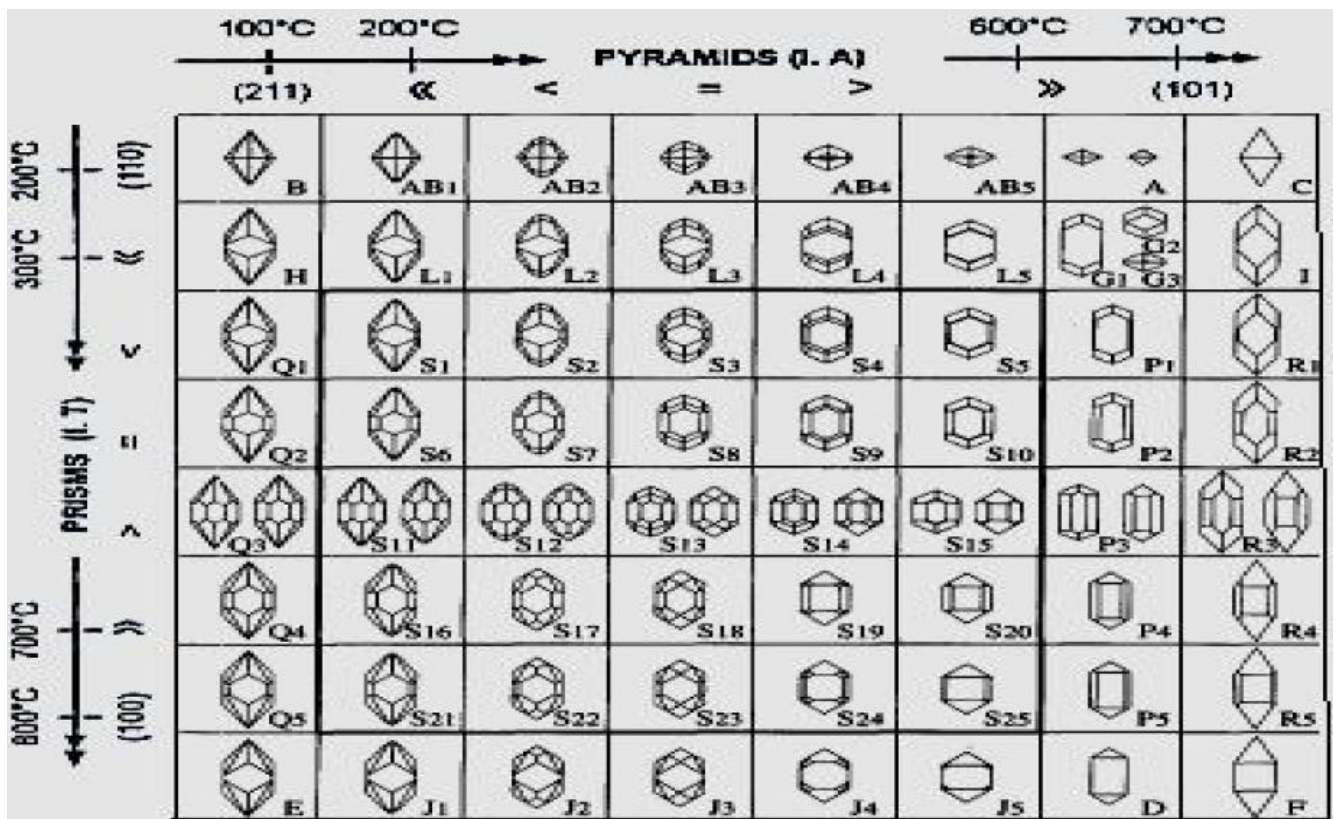 100°C 200°C 600°C 700°C
PYRAMIDS (I. A)
(211) ≪ < = > ≫ (101)
200°C (110)
B AB1 AB2 AB3 AB4 AB5 A C
300°C ≪
H L1 L2 L3 L4 L5 G1 G2 G3 I
<
Q1 S1 S2 S3 S4 S5 P1 R1
PRISMS (I. T)
=
Q2 S6 S7 S8 S9 S10 P2 R2
>
Q3 S11 S12 S13 S14 S15 P3 R3
700°C ≫
Q4 S16 S17 S18 S19 S20 P4 R4
800°C (100)
Q5 S21 S22 S23 S24 S25 P5 R5
E J1 J2 J3 J4 J5 D F